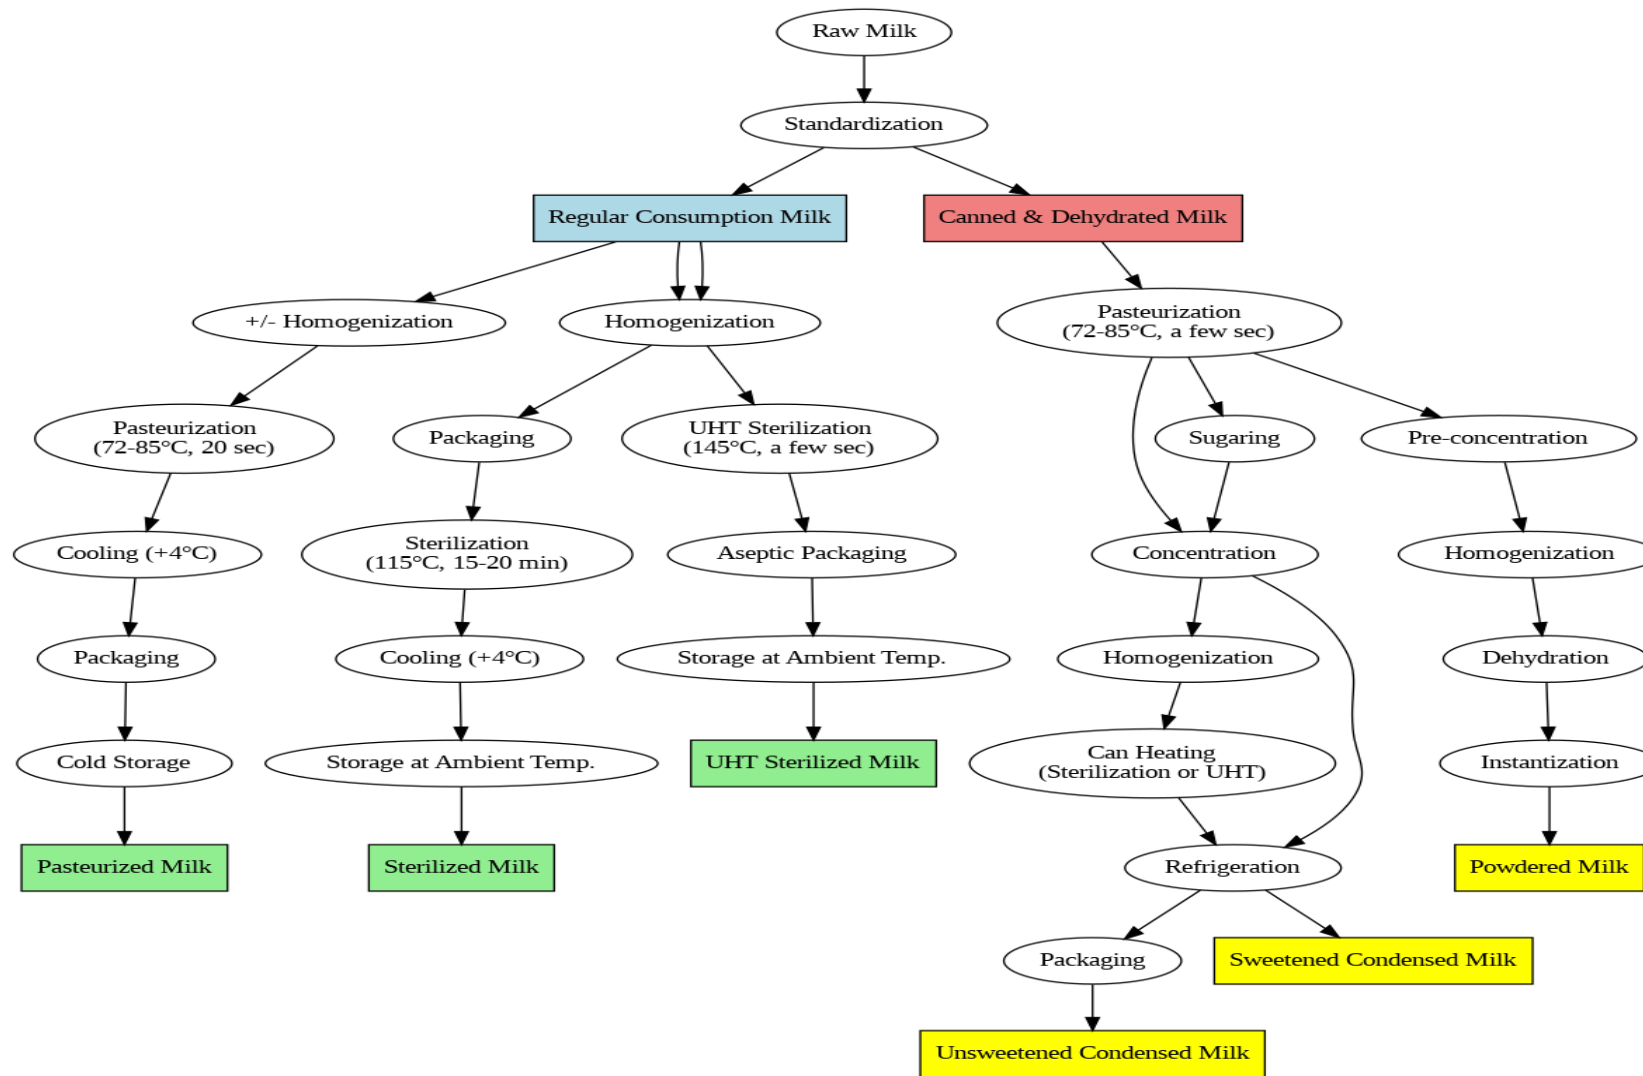 Raw Milk
Standardization
Regular Consumption Milk
Canned & Dehydrated Milk
+/- Homogenization
Homogenization
Pasteurization
(72-85°C, a few sec)
Pasteurization
(72-85°C, 20 sec)
Packaging
UHT Sterilization
(145°C, a few sec)
Sugaring
Pre-concentration
Cooling (+4°C)
Sterilization
(115°C, 15-20 min)
Aseptic Packaging
Concentration
Homogenization
Packaging
Cooling (+4°C)
Storage at Ambient Temp.
Homogenization
Dehydration
Cold Storage
Storage at Ambient Temp.
UHT Sterilized Milk
Can Heating
(Sterilization or UHT)
Instantization
Pasteurized Milk
Sterilized Milk
Refrigeration
Powdered Milk
Packaging
Sweetened Condensed Milk
Unsweetened Condensed Milk